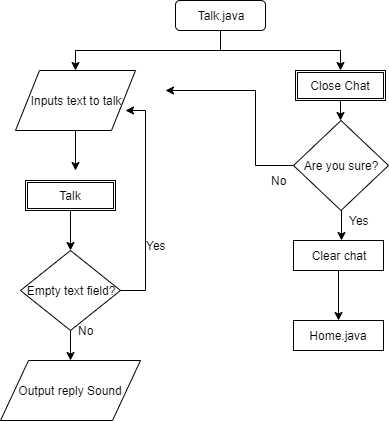 Talk.java
Inputs text to talk
Close Chat
Are you sure?
No
Talk
Yes
Yes
Clear chat
Empty text field?
No
Home.java
Output reply Sound